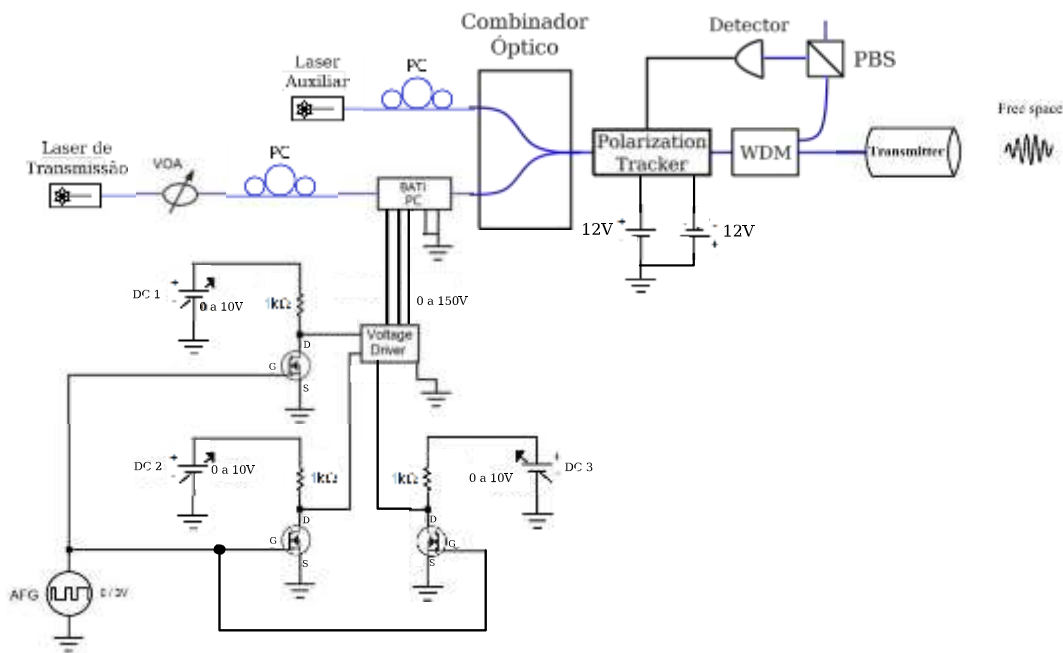 Combinador
Óptico
Detector
PBS
Laser
Auxiliar
PC
Free space
Laser de
Transmissão
VOA
PC
BATI
PC
Polarization
Tracker
WDM
Transmitter
+
-
12V
-
+
12V
DC 1
+
-
0 a 10V
1kΩ
0 a 150V
Voltage
Driver
D
G
S
DC 2
+
-
0 a 10V
1kΩ
1kΩ
0 a 10V
+
-
DC 3
D
G
S
D
G
S
AFG